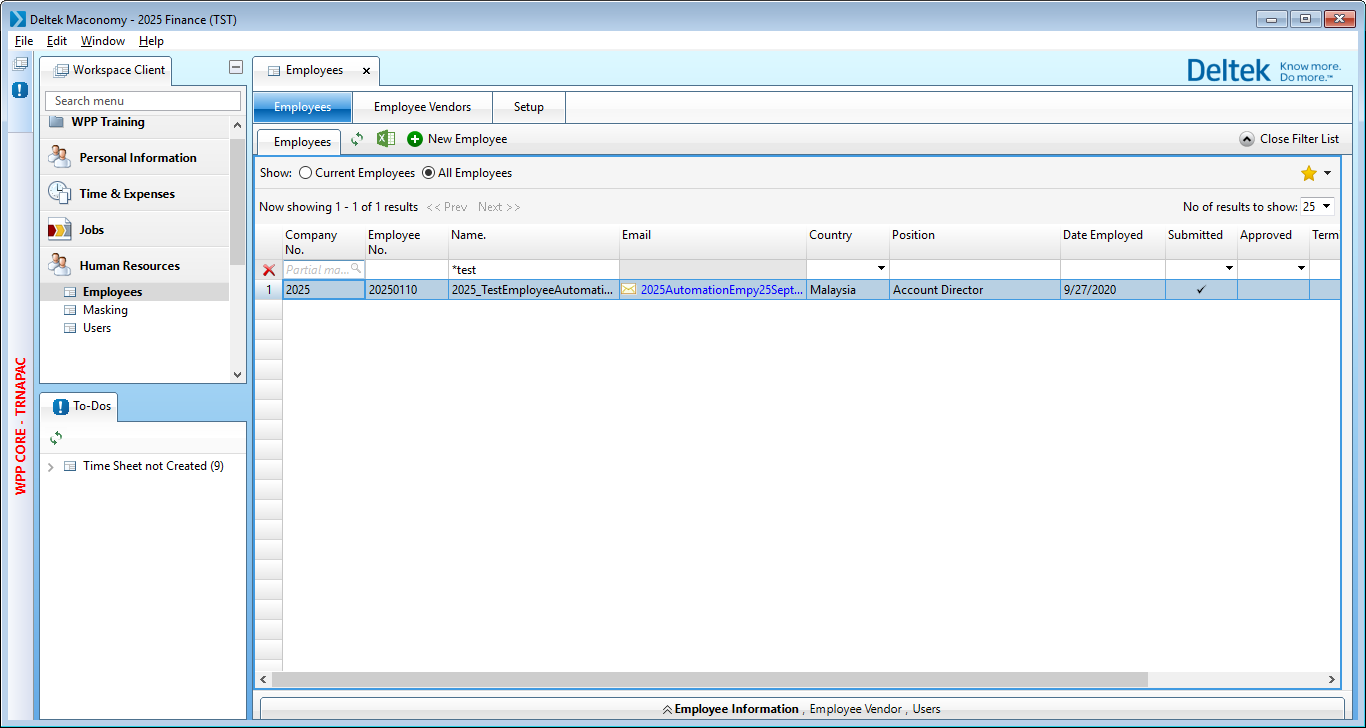 Deltek Maconomy - 2025 Finance (TST)
File Edit Window Help
Workspace Client
Search menu
WPP Training
Personal Information
Time & Expenses
Jobs
Human Resources
Employees
Masking
Users
WPP CORE - TRNAPAC
To-Dos
Time Sheet not Created (9)
Employees
Deltek Know more. Do more.™
Employees Employee Vendors Setup
Employees New Employee Close Filter List
Show: Current Employees All Employees
Now showing 1 - 1 of 1 results << Prev Next >> No of results to show: 25
Company No. Employee No. Name. Email Country Position Date Employed Submitted Approved Term
Partial ma... *test
1 2025 20250110 2025_TestEmployeeAutomati... 2025AutomationEmpy25Sept... Malaysia Account Director 9/27/2020 ✓
Employee Information , Employee Vendor , Users